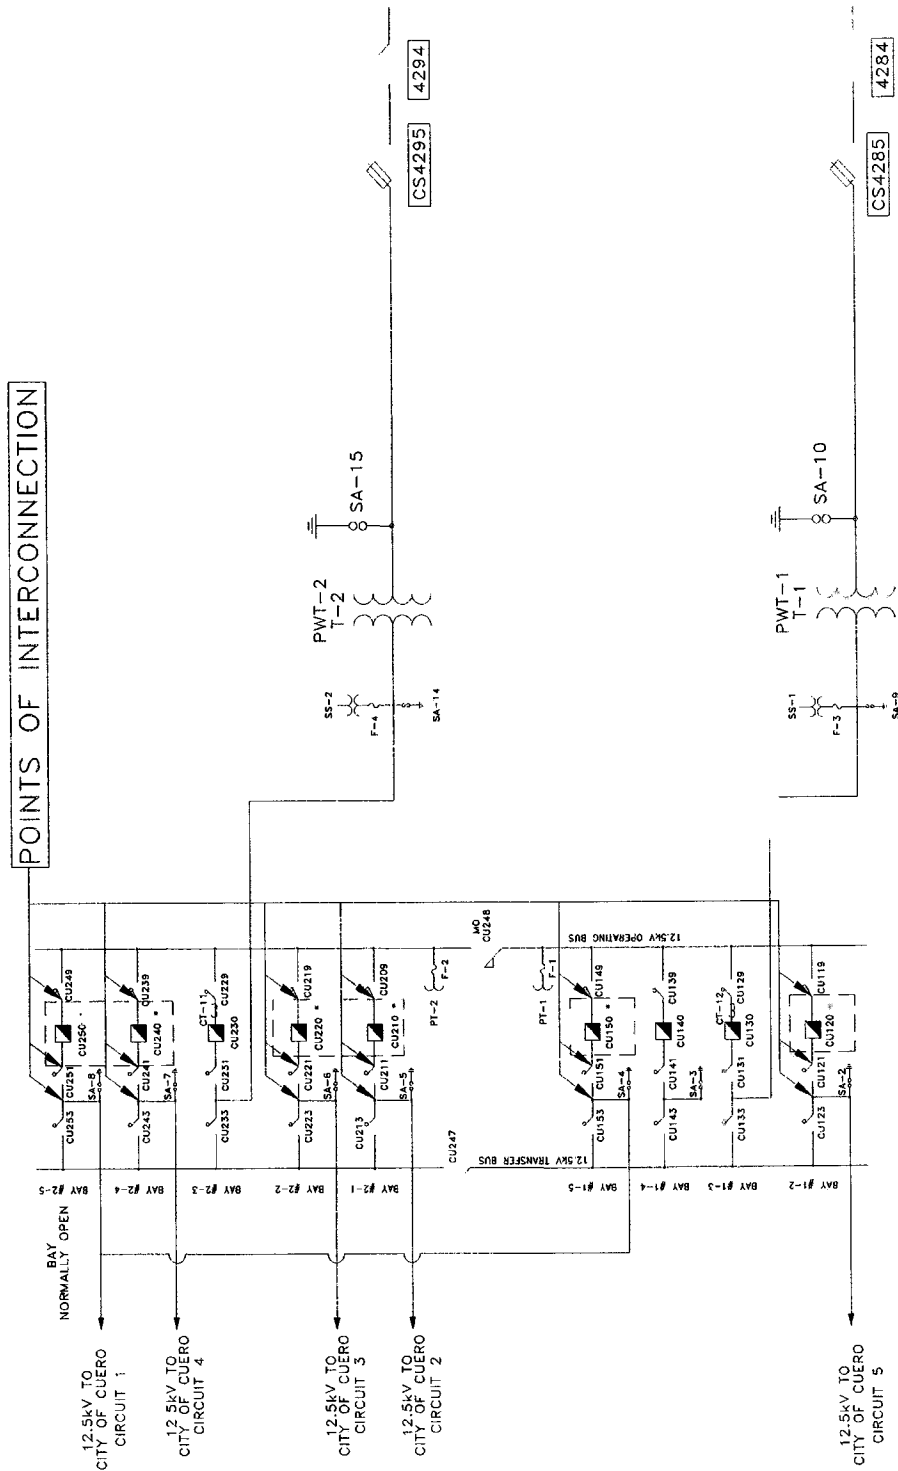 4294
CS4295
4284
CS4285
POINTS OF INTERCONNECTION
SA-15
PWT-2
T-2
SS-2
F-4
SA-14
SA-10
PWT-1
T-1
SS-1
F-3
SA-9
CU249
CU250 *
CU251
CU253
SA-8
BAY #2-5
CU239
CU240 *
CU241
CU243
SA-7
BAY #2-4
CU229
CT-11
CU230
CU231
CU233
BAY #2-3
CU219
CU220 *
CU221
CU223
SA-6
BAY #2-2
CU209
CU210 *
CU211
CU213
SA-5
BAY #2-1
F-2
PT-2
MO
CU248
CU247
12.5kV OPERATING BUS
12.5kV TRANSFER BUS
F-1
PT-1
CU149
CU150 *
CU151
CU153
SA-4
BAY #1-5
CU139
CU140
CU141
CU143
SA-3
BAY #1-4
CU129
CT-12
CU130
CU131
CU133
BAY #1-3
CU119
CU120 *
CU121
CU123
SA-2
BAY #1-2
BAY
NORMALLY OPEN
12.5kV TO
CITY OF CUERO
CIRCUIT 1
12 5kV TO
CITY OF CUERO
CIRCUIT 4
12.5kV TO
CITY OF CUERO
CIRCUIT 3
12.5kV TO
CITY OF CUERO
CIRCUIT 2
12.5kV TO
CITY OF CUERO
CIRCUIT 5